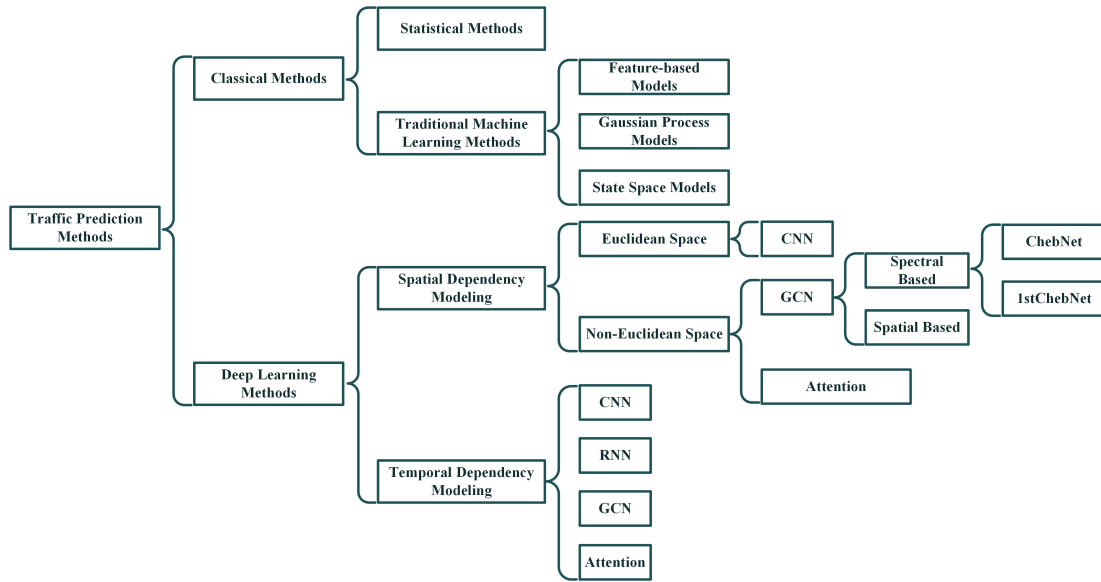 Traffic Prediction
Methods
Classical Methods
Statistical Methods
Traditional Machine
Learning Methods
Feature-based
Models
Gaussian Process
Models
State Space Models
Deep Learning
Methods
Spatial Dependency
Modeling
Euclidean Space
CNN
Non-Euclidean Space
GCN
Spectral
Based
ChebNet
1stChebNet
Spatial Based
Attention
Temporal Dependency
Modeling
CNN
RNN
GCN
Attention